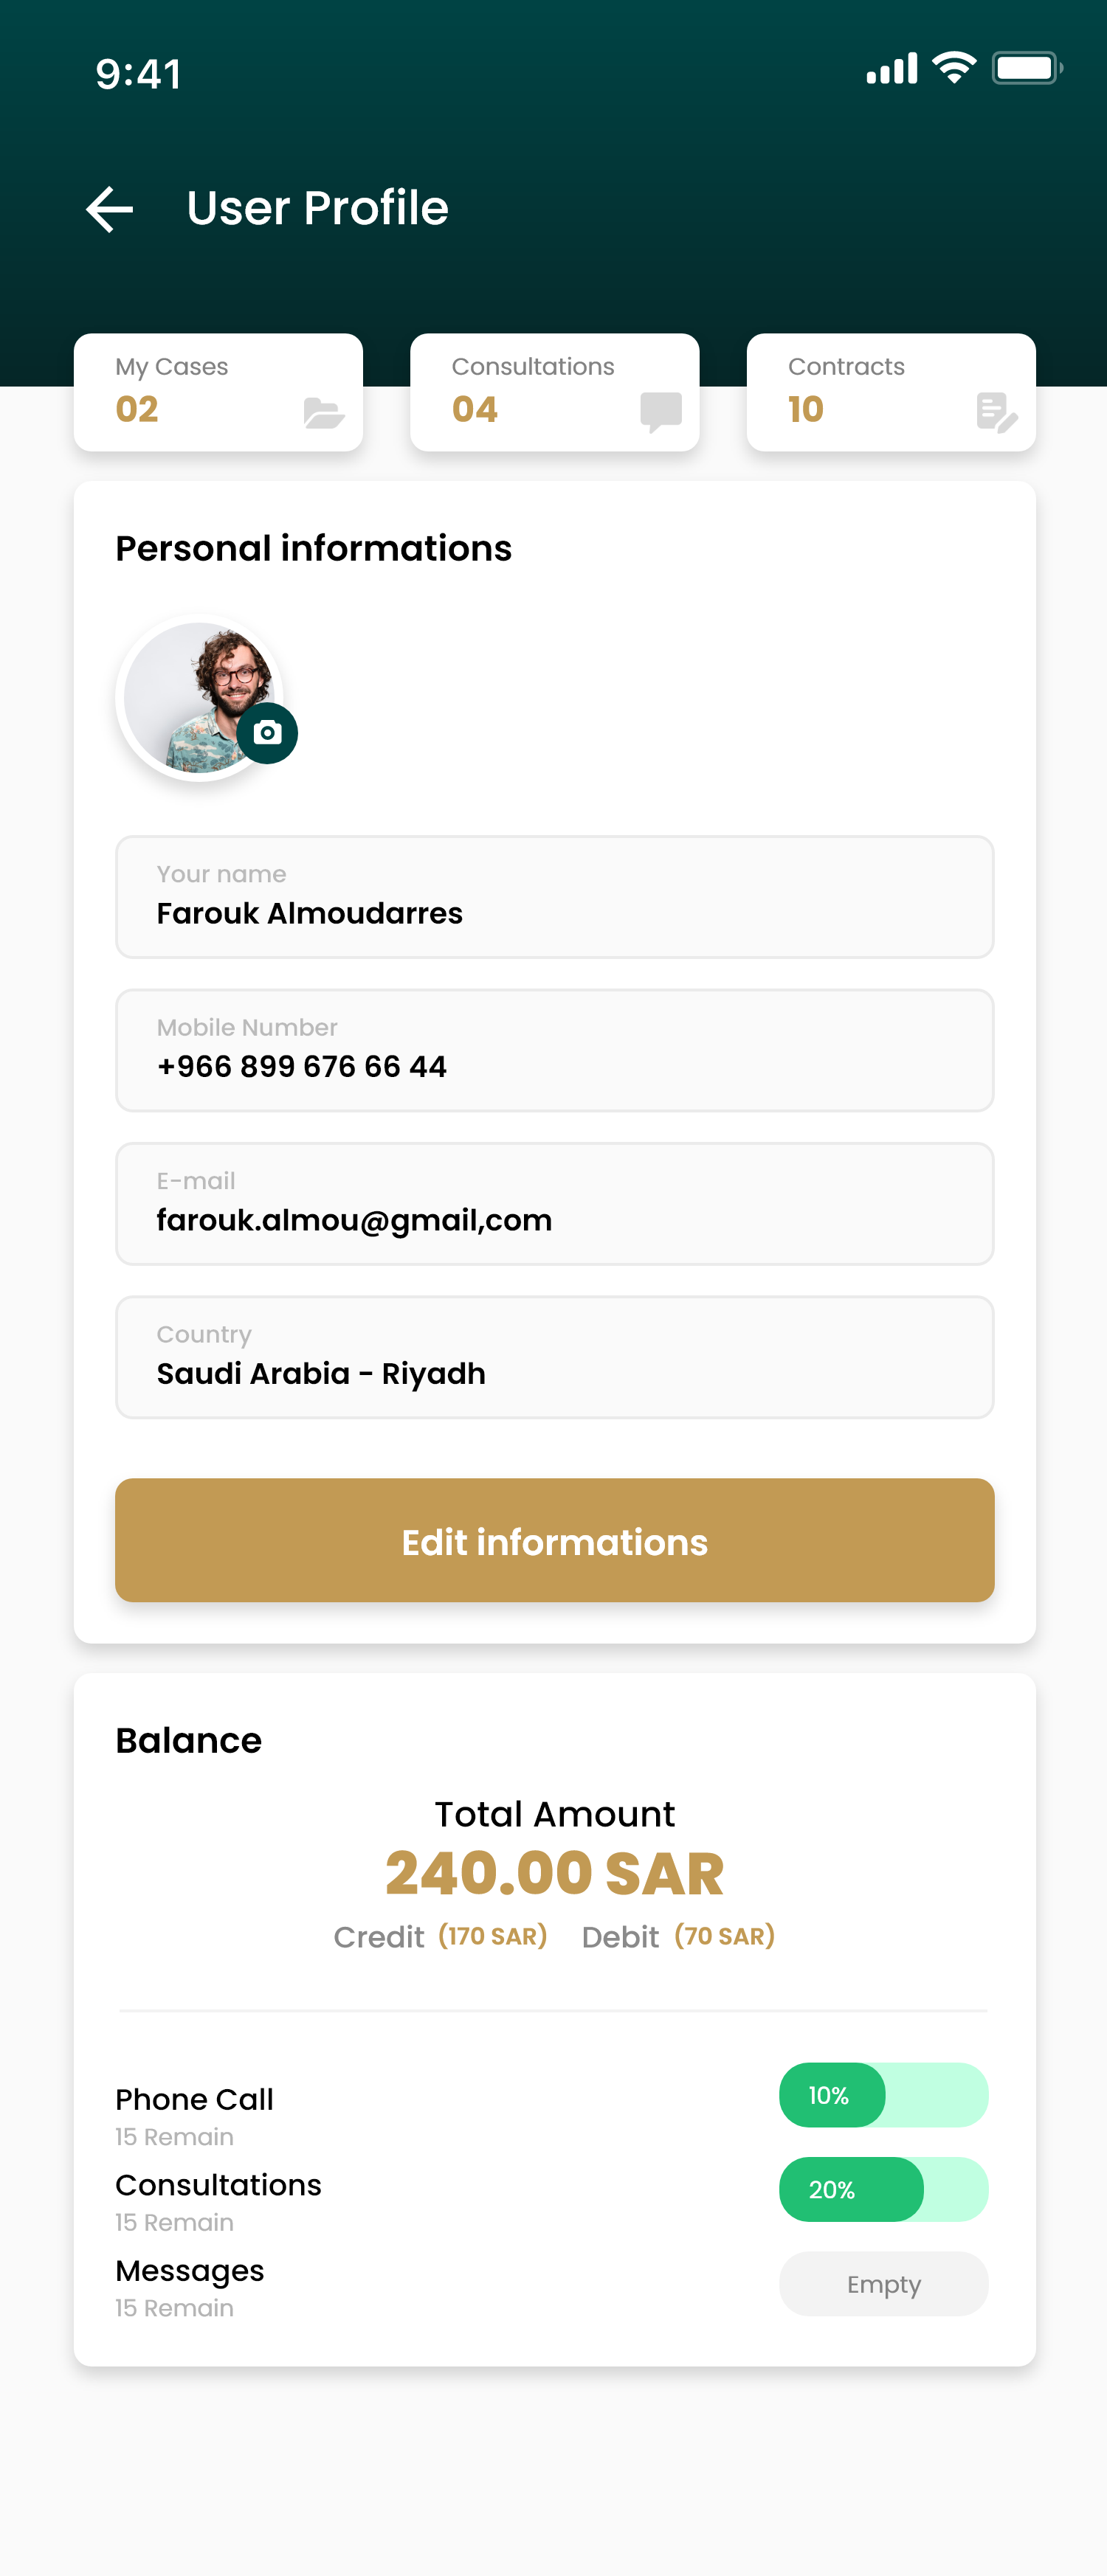 9:41
User Profile
My Cases
02
Consultations
04
Contracts
10
Personal informations
Your name
Farouk Almoudarres
Mobile Number
+966 899 676 66 44
E-mail
farouk.almou@gmail,com
Country
Saudi Arabia - Riyadh
Edit informations
Balance
Total Amount
240.00 SAR
Credit (170 SAR) Debit (70 SAR)
Phone Call
15 Remain
10%
Consultations
15 Remain
20%
Messages
15 Remain
Empty